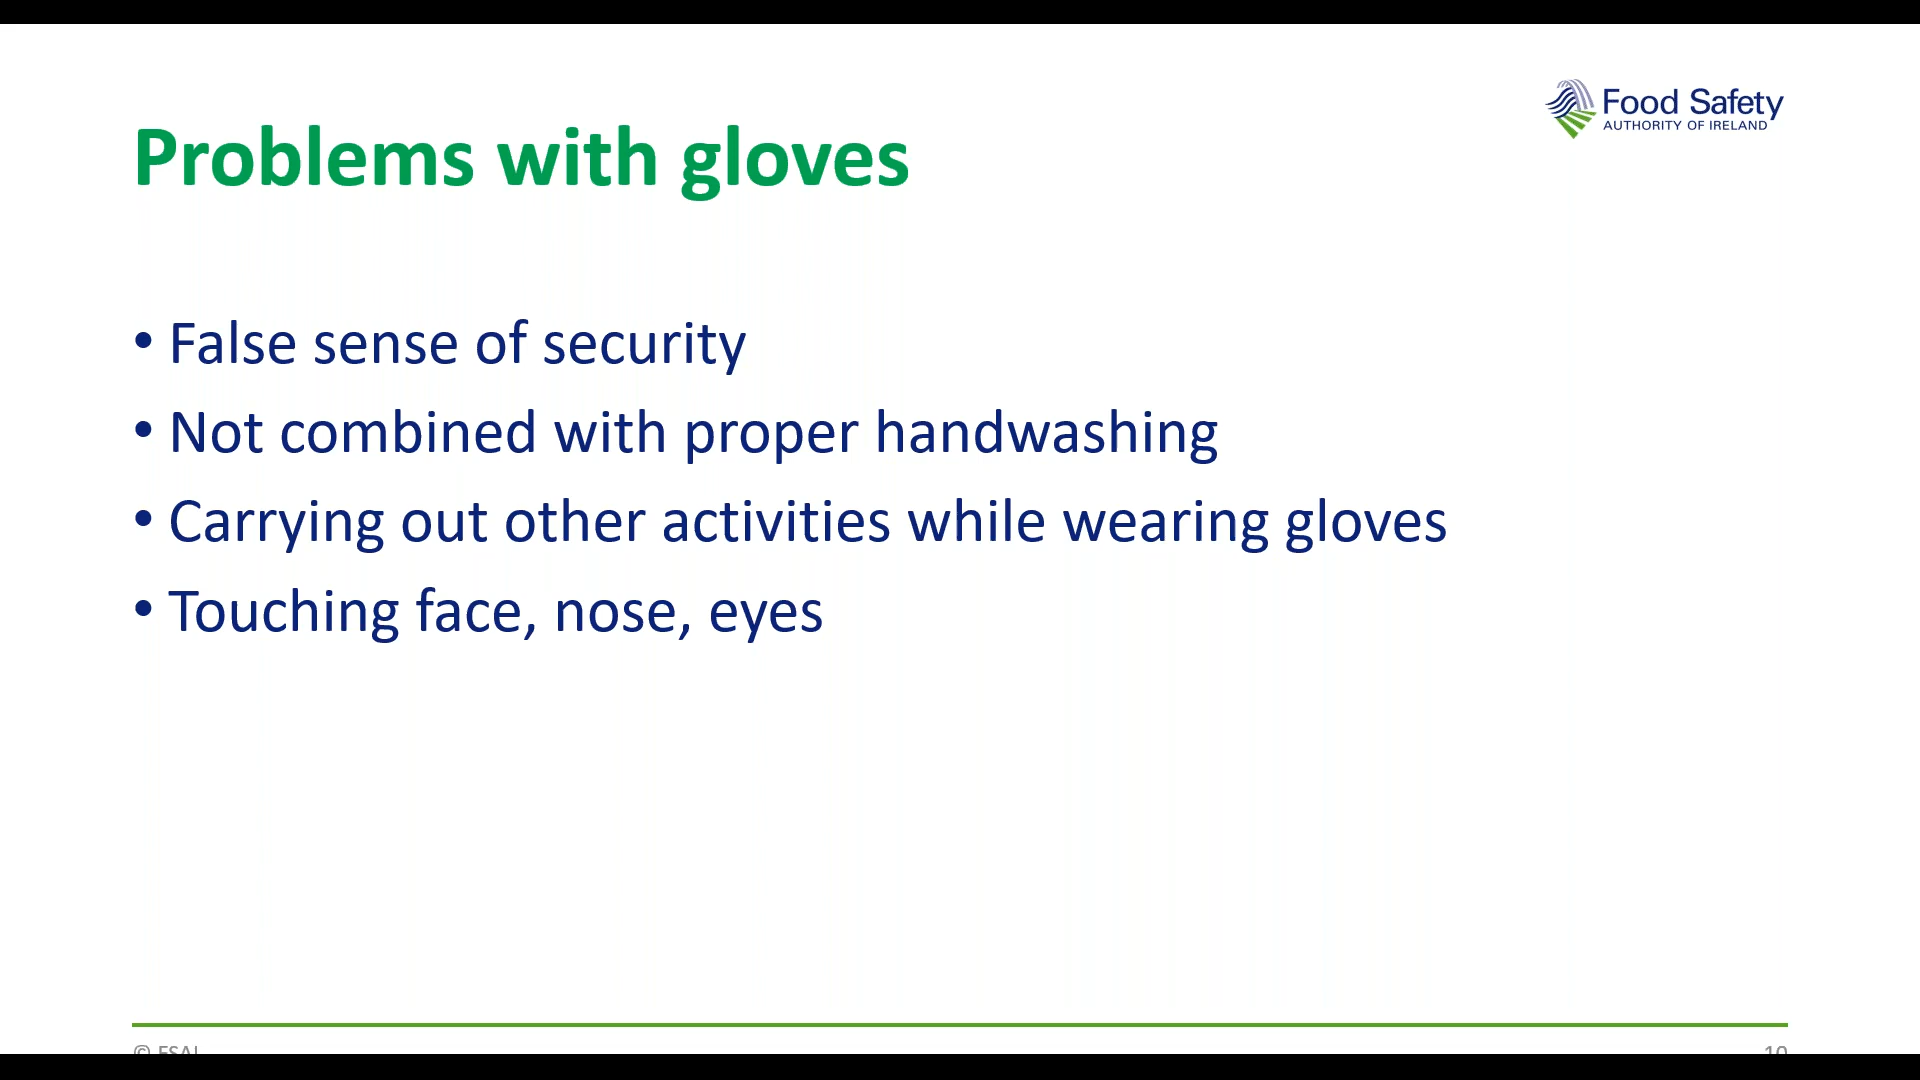 Food Safety
AUTHORITY OF IRELAND
Problems with gloves
• False sense of security
• Not combined with proper handwashing
• Carrying out other activities while wearing gloves
• Touching face, nose, eyes
© FSAI
10